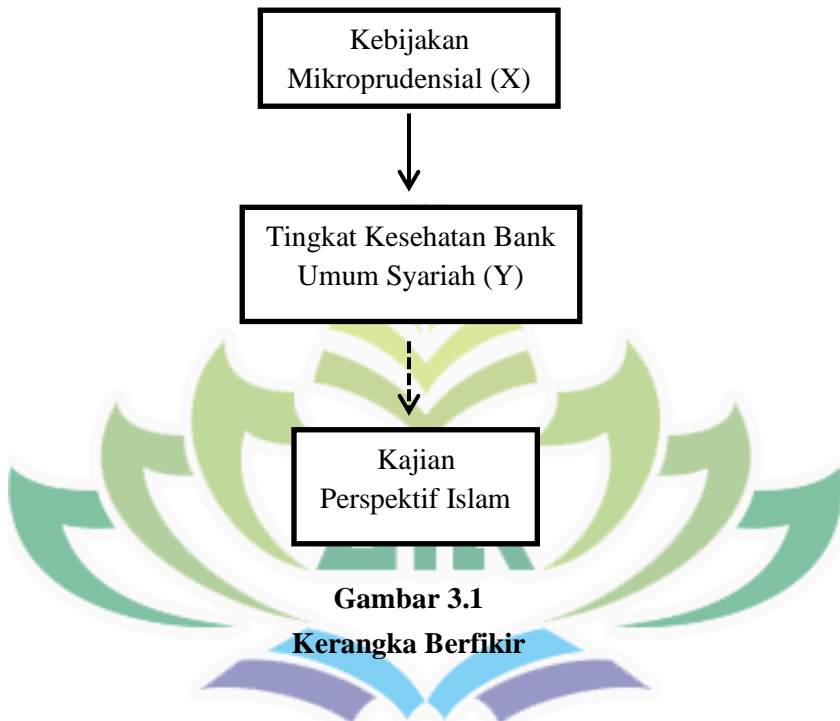 Kebijakan
Mikroprudensial (X)
Tingkat Kesehatan Bank
Umum Syariah (Y)
Kajian
Perspektif Islam
Gambar 3.1
Kerangka Berfikir